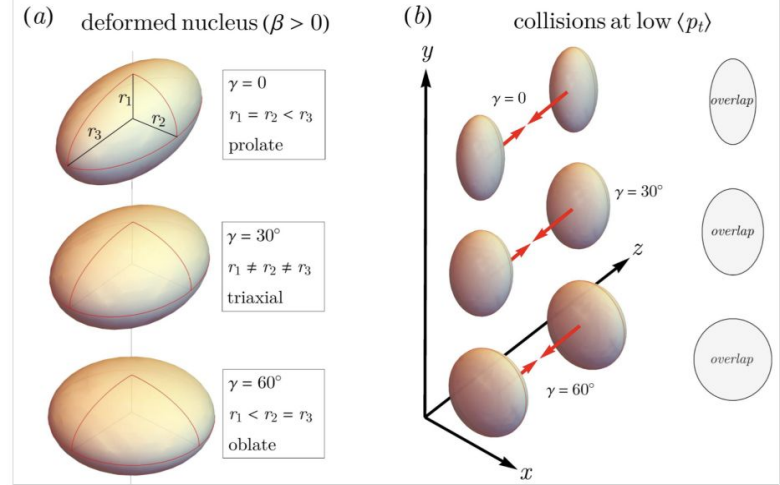 (a) deformed nucleus (β > 0)
r₁
r₂
r₃
γ = 0
r₁ = r₂ < r₃
prolate
γ = 30°
r₁ ≠ r₂ ≠ r₃
triaxial
γ = 60°
r₁ < r₂ = r₃
oblate
(b) collisions at low ⟨pₜ⟩
y
γ = 0
overlap
γ = 30°
overlap
z
γ = 60°
overlap
x